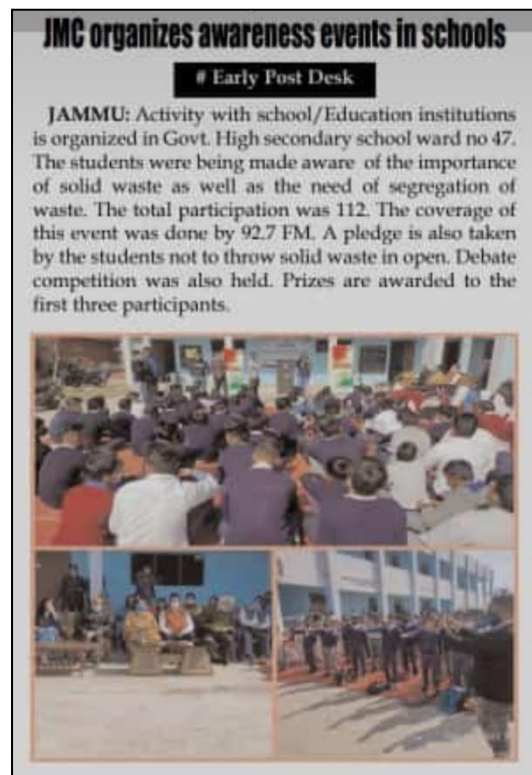 JMC organizes awareness events in schools
# Early Post Desk
JAMMU: Activity with school/Education institutions
is organized in Govt. High secondary school ward no 47.
The students were being made aware of the importance
of solid waste as well as the need of segregation of
waste. The total participation was 112. The coverage of
this event was done by 92.7 FM. A pledge is also taken
by the students not to throw solid waste in open. Debate
competition was also held. Prizes are awarded to the
first three participants.